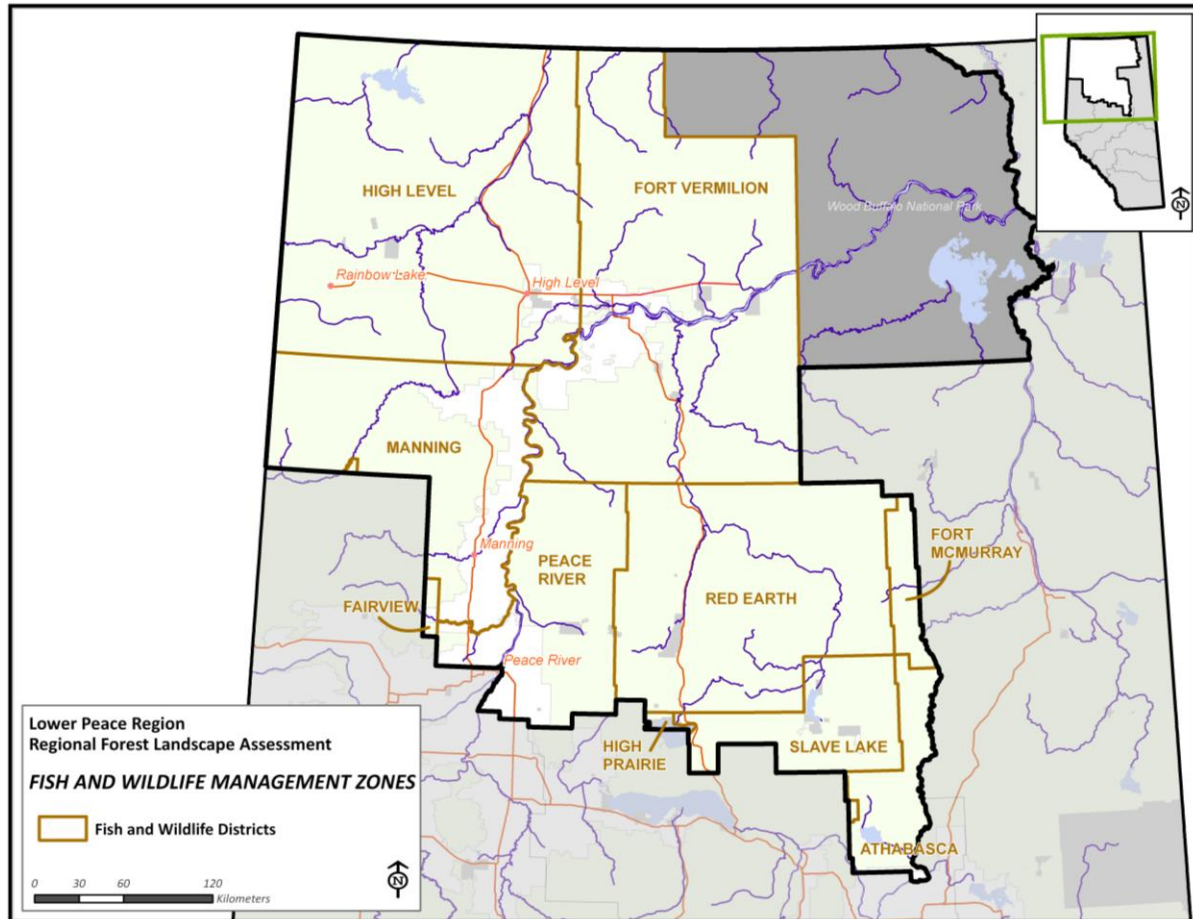 N
HIGH LEVEL
FORT VERMILION
Wood Buffalo National Park
Rainbow Lake
High Level
MANNING
Manning
PEACE
RIVER
FORT
MCMURRAY
RED EARTH
FAIRVIEW
Peace River
HIGH
PRAIRIE
SLAVE LAKE
ATHABASCA
Lower Peace Region
Regional Forest Landscape Assessment
FISH AND WILDLIFE MANAGEMENT ZONES
Fish and Wildlife Districts
0 30 60 120
Kilometers
N